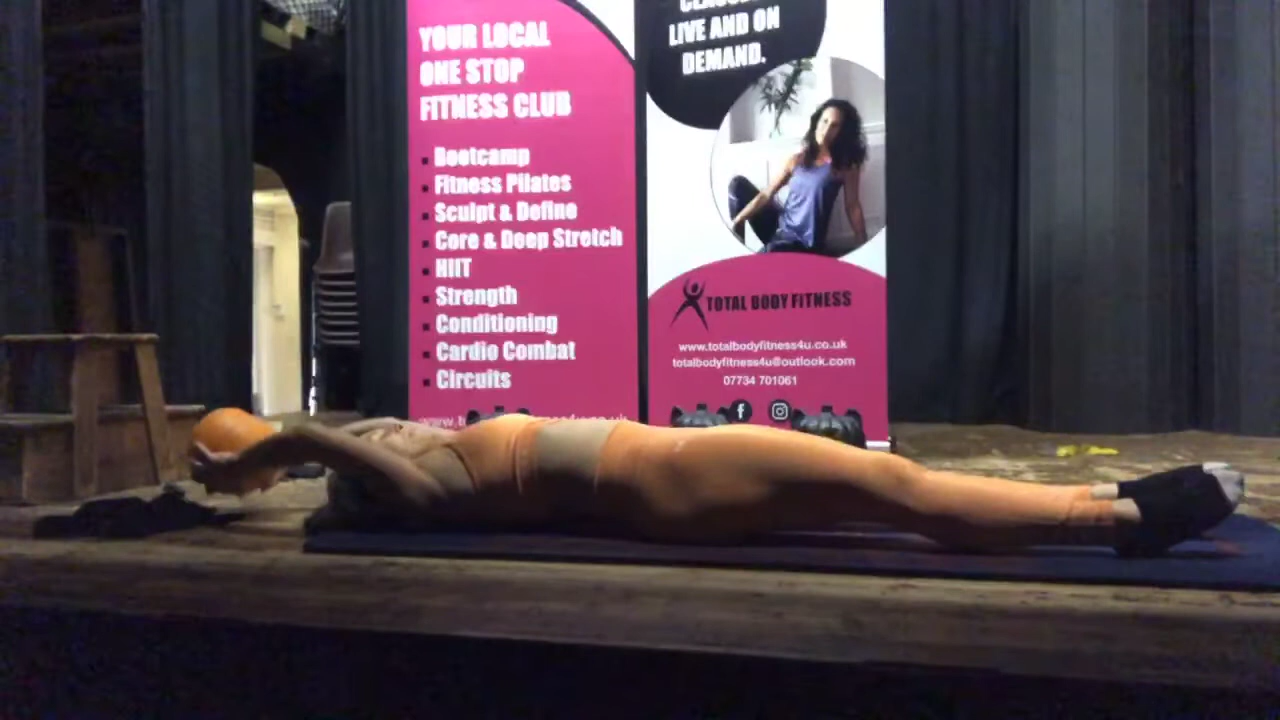 YOUR LOCAL
ONE STOP
FITNESS CLUB
▪ Bootcamp
▪ Fitness Pilates
▪ Sculpt & Define
▪ Core & Deep Stretch
▪ HIIT
▪ Strength
▪ Conditioning
▪ Cardio Combat
▪ Circuits
LIVE AND ON
DEMAND.
TOTAL BODY FITNESS
www.totalbodyfitness4u.co.uk
totalbodyfitness4u@outlook.com
07734 701061